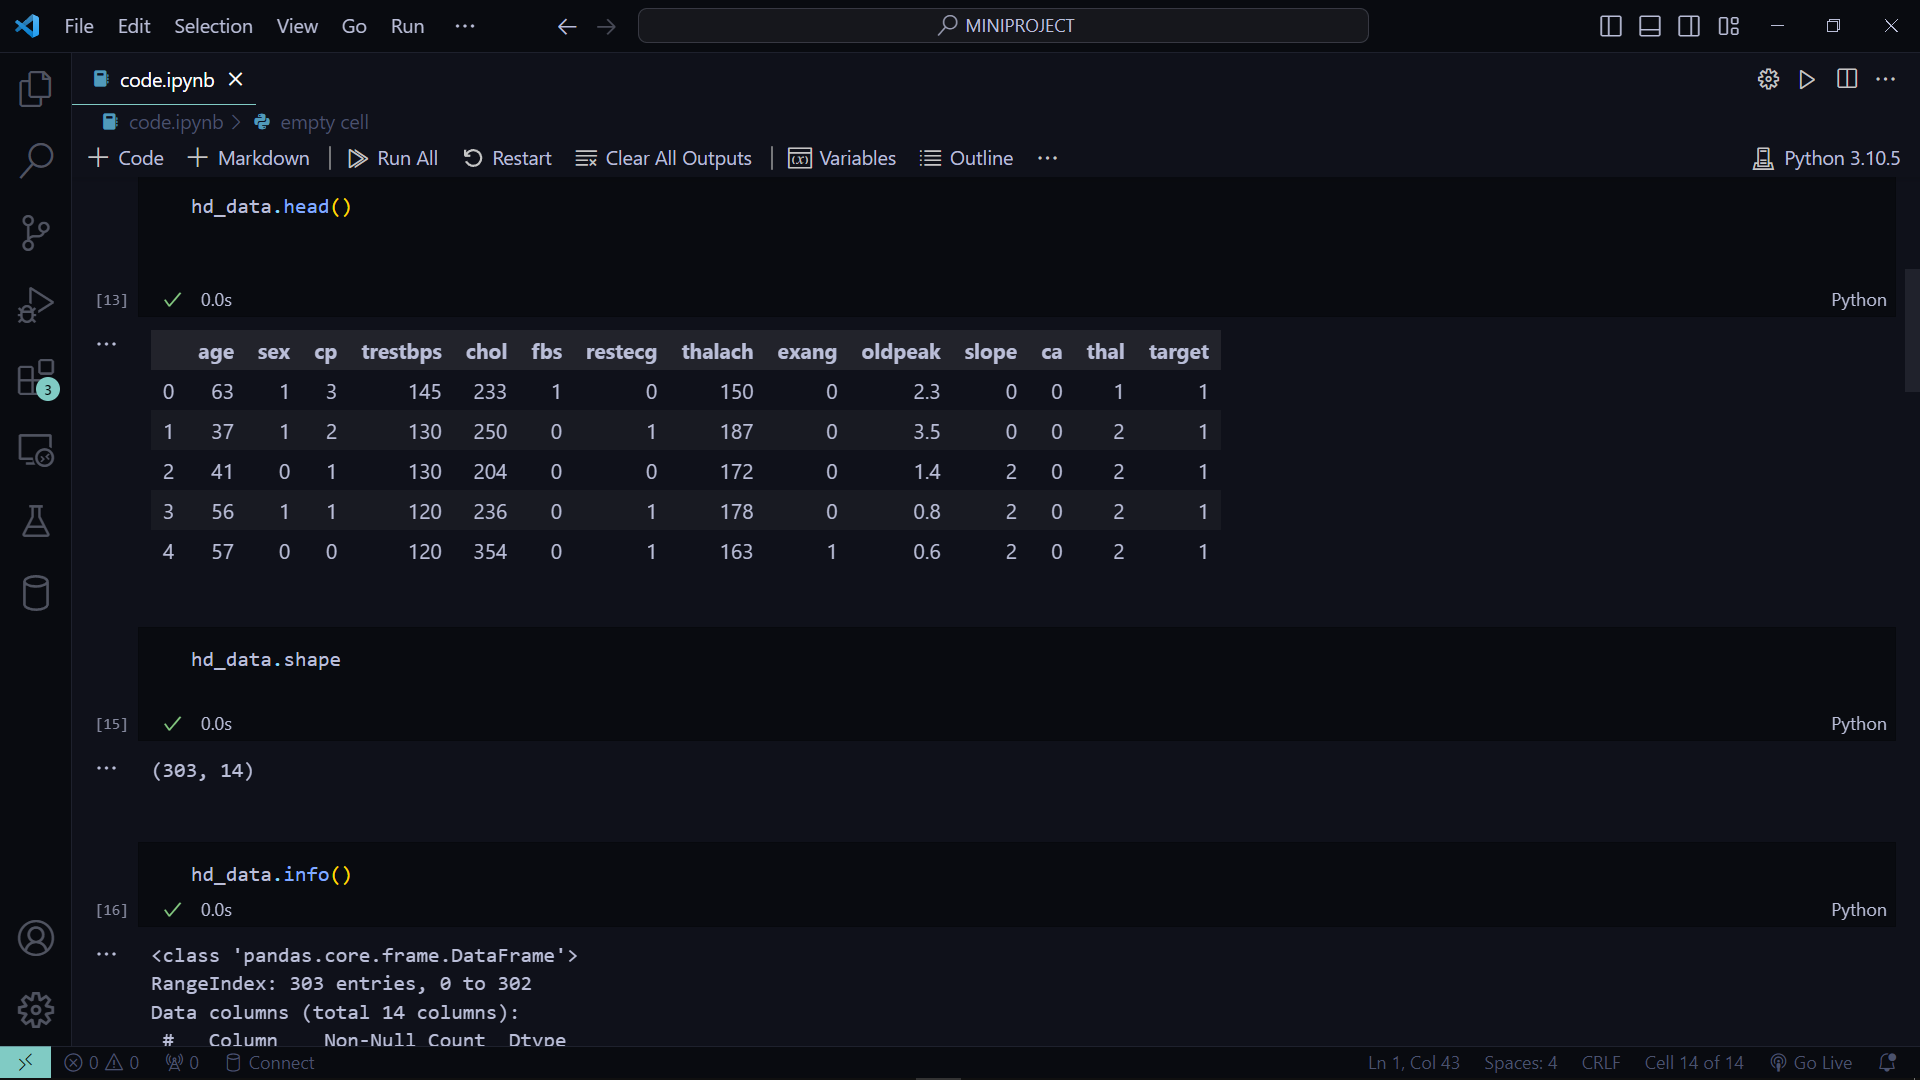 File Edit Selection View Go Run ··· MINIPROJECT
code.ipynb
code.ipynb > empty cell
+ Code + Markdown | Run All Restart Clear All Outputs | Variables Outline ··· Python 3.10.5
hd_data.head()
[13] 0.0s Python
age sex cp trestbps chol fbs restecg thalach exang oldpeak slope ca thal target
0 63 1 3 145 233 1 0 150 0 2.3 0 0 1 1
1 37 1 2 130 250 0 1 187 0 3.5 0 0 2 1
2 41 0 1 130 204 0 0 172 0 1.4 2 0 2 1
3 56 1 1 120 236 0 1 178 0 0.8 2 0 2 1
4 57 0 0 120 354 0 1 163 1 0.6 2 0 2 1
3
hd_data.shape
[15] 0.0s Python
(303, 14)
hd_data.info()
[16] 0.0s Python
<class 'pandas.core.frame.DataFrame'>
RangeIndex: 303 entries, 0 to 302
Data columns (total 14 columns):
# Column Non-Null Count Dtype
0 0 0 Connect Ln 1, Col 43 Spaces: 4 CRLF Cell 14 of 14 Go Live